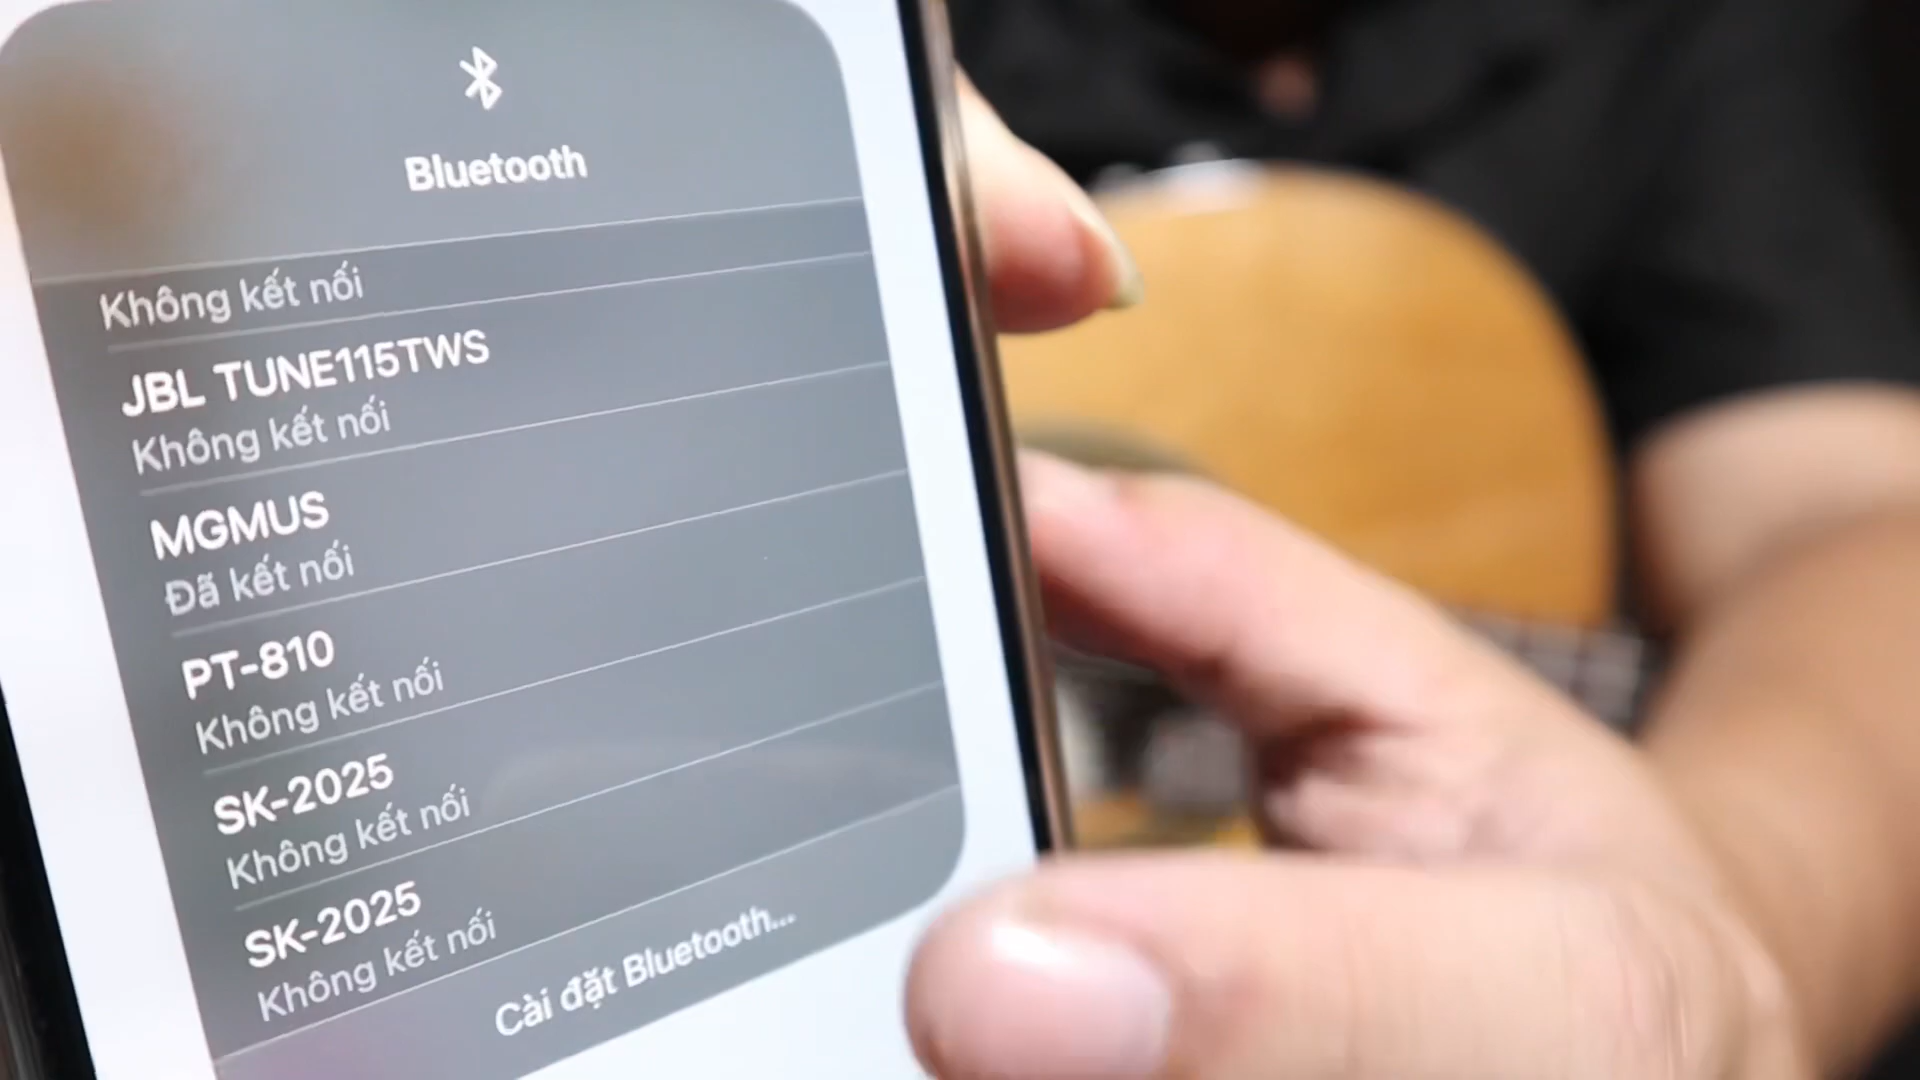 Bluetooth
Không kết nối
JBL TUNE115TWS
Không kết nối
MGMUS
Đã kết nối
PT-810
Không kết nối
SK-2025
Không kết nối
SK-2025
Không kết nối
Cài đặt Bluetooth...